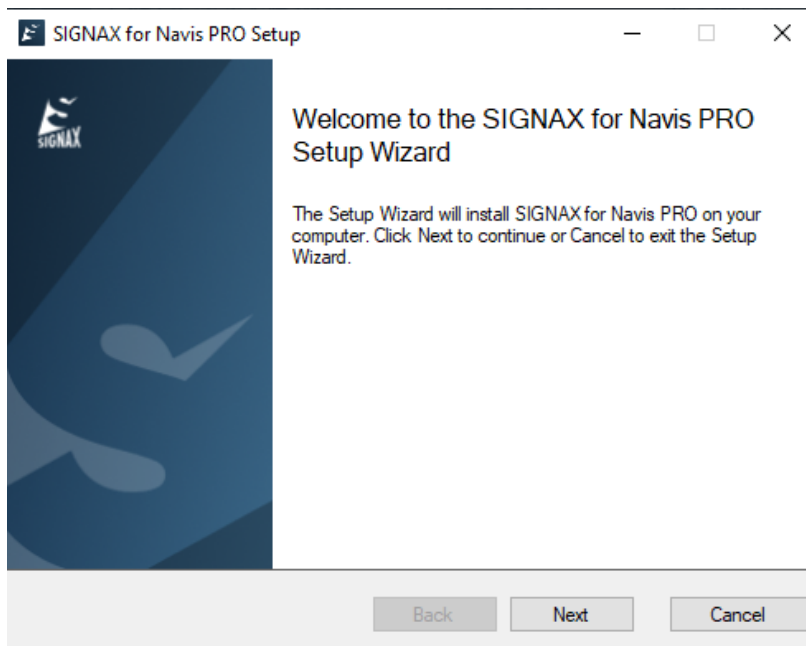 SIGNAX for Navis PRO Setup
SIGNAX
Welcome to the SIGNAX for Navis PRO
Setup Wizard
The Setup Wizard will install SIGNAX for Navis PRO on your
computer. Click Next to continue or Cancel to exit the Setup
Wizard.
Back
Next
Cancel